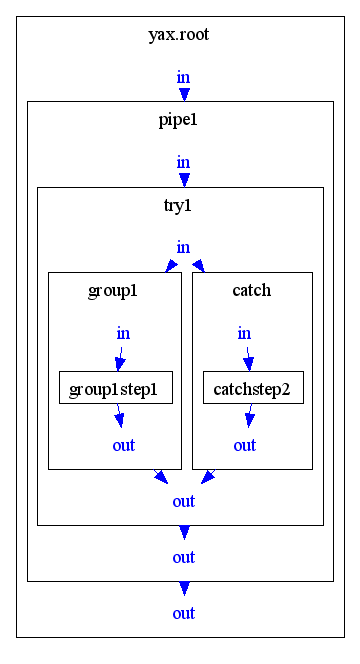 yax.root
in
pipe1
in
try1
in
group1 catch
in in
group1step1 catchstep2
out out
out
out
out